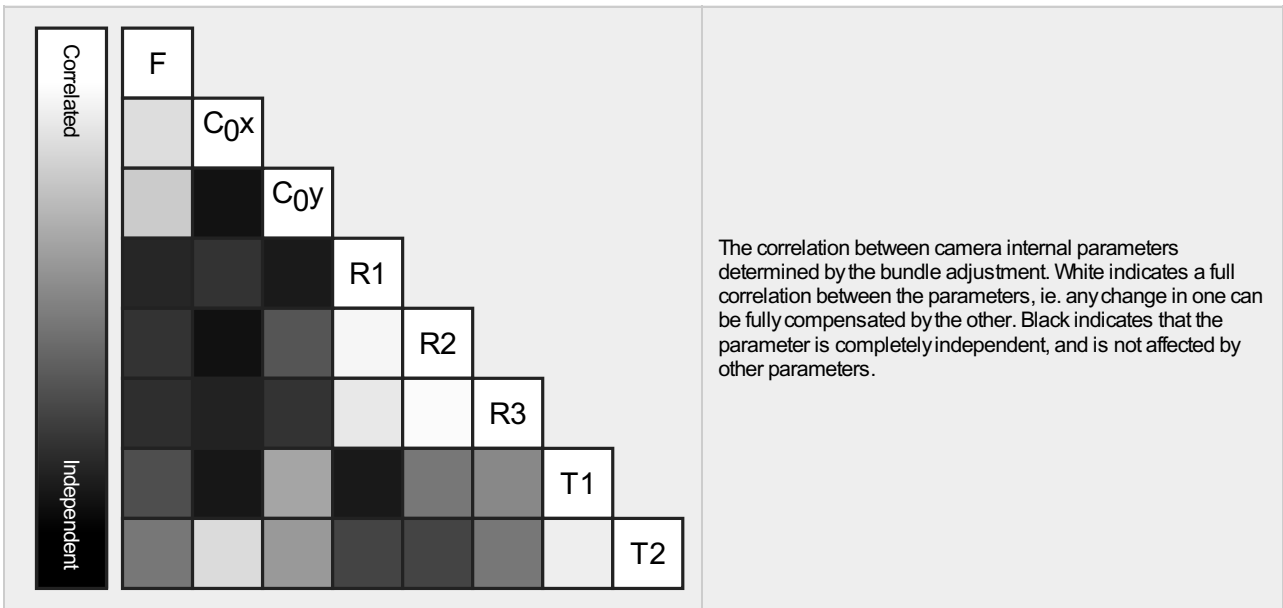 Correlated
Independent
F
C0x
C0y
R1
R2
R3
T1
T2
The correlation between camera internal parameters
determined by the bundle adjustment. White indicates a full
correlation between the parameters, ie. any change in one can
be fully compensated by the other. Black indicates that the
parameter is completely independent, and is not affected by
other parameters.